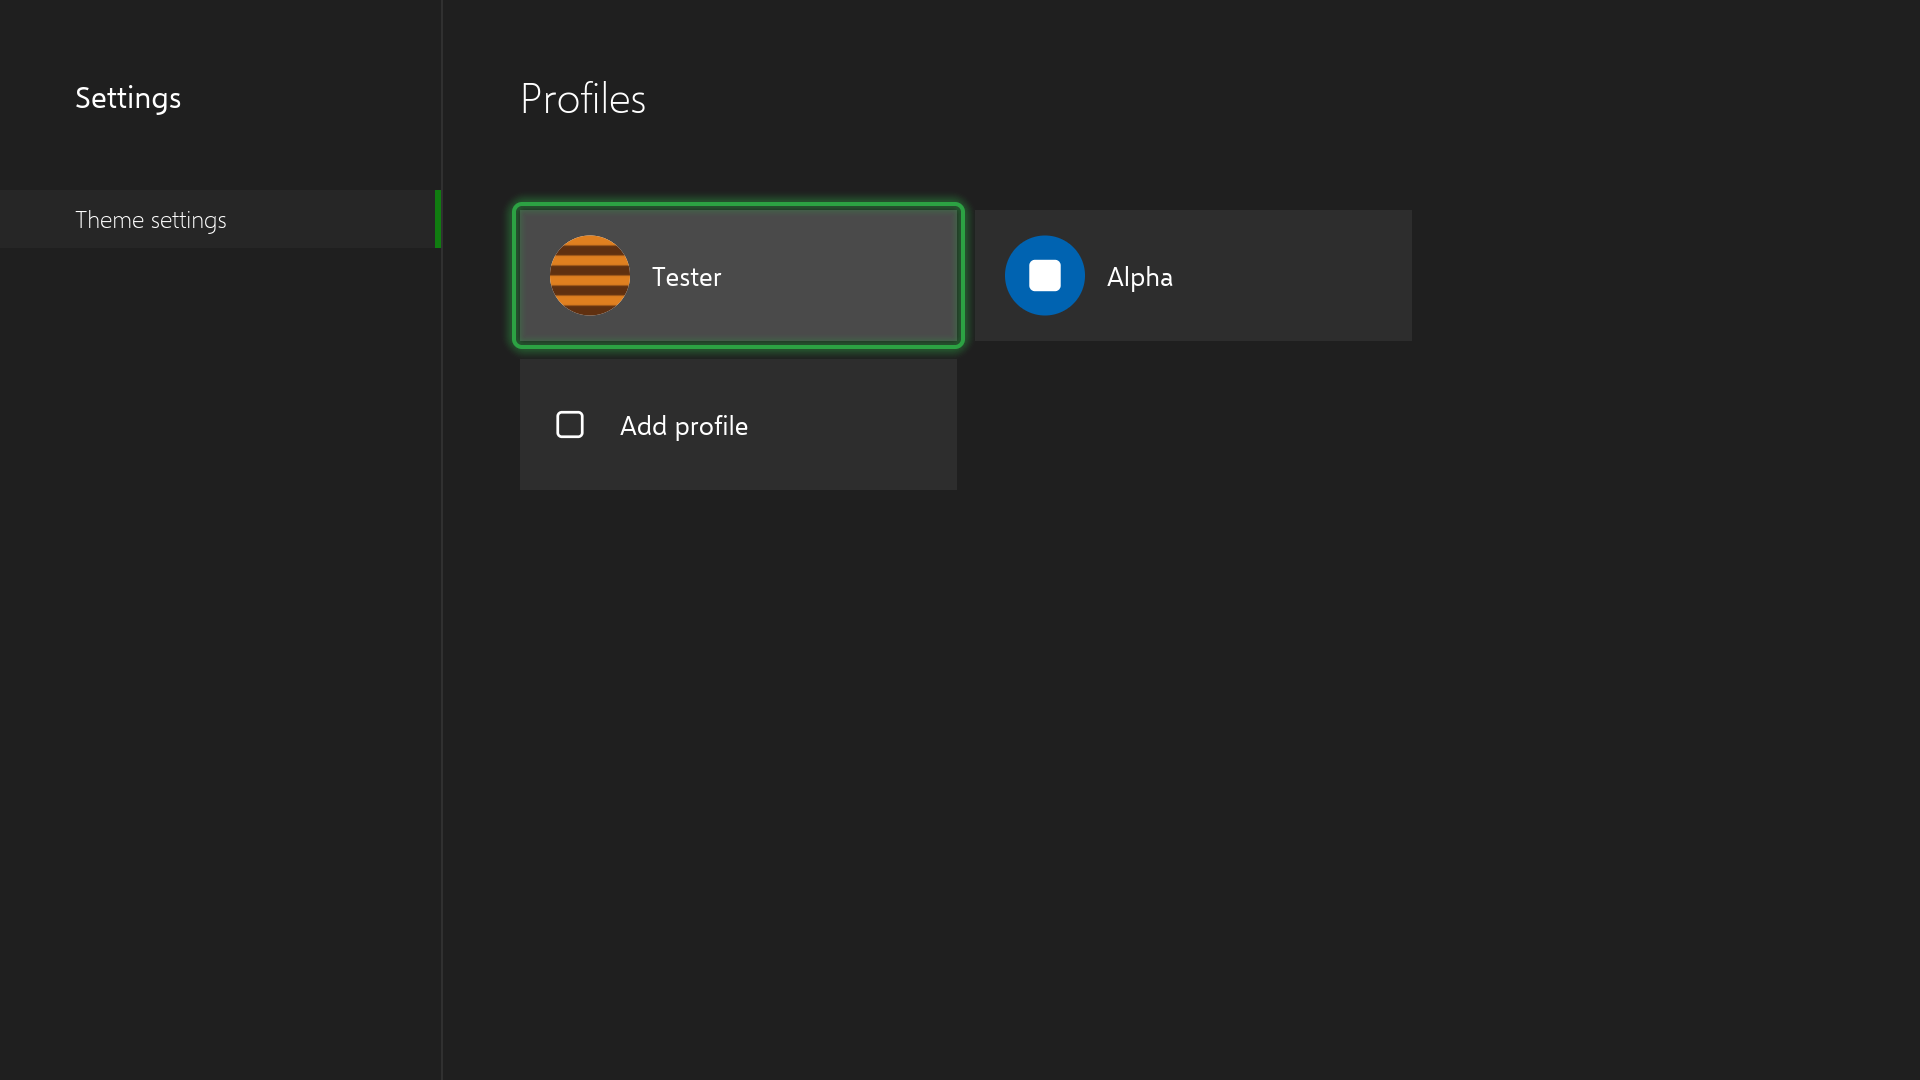 Settings
Profiles
Theme settings
Tester
Alpha
Add profile